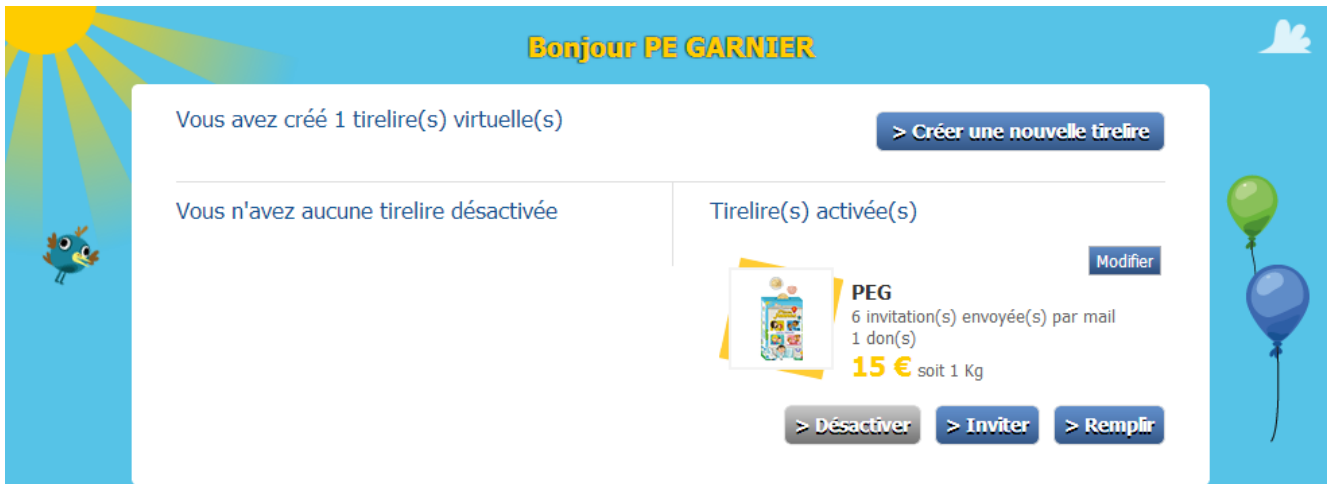 Bonjour PE GARNIER
Vous avez créé 1 tirelire(s) virtuelle(s)
> Créer une nouvelle tirelire
Vous n'avez aucune tirelire désactivée
Tirelire(s) activée(s)
Modifier
PEG
6 invitation(s) envoyée(s) par mail
1 don(s)
15 € soit 1 Kg
> Désactiver
> Inviter
> Remplir